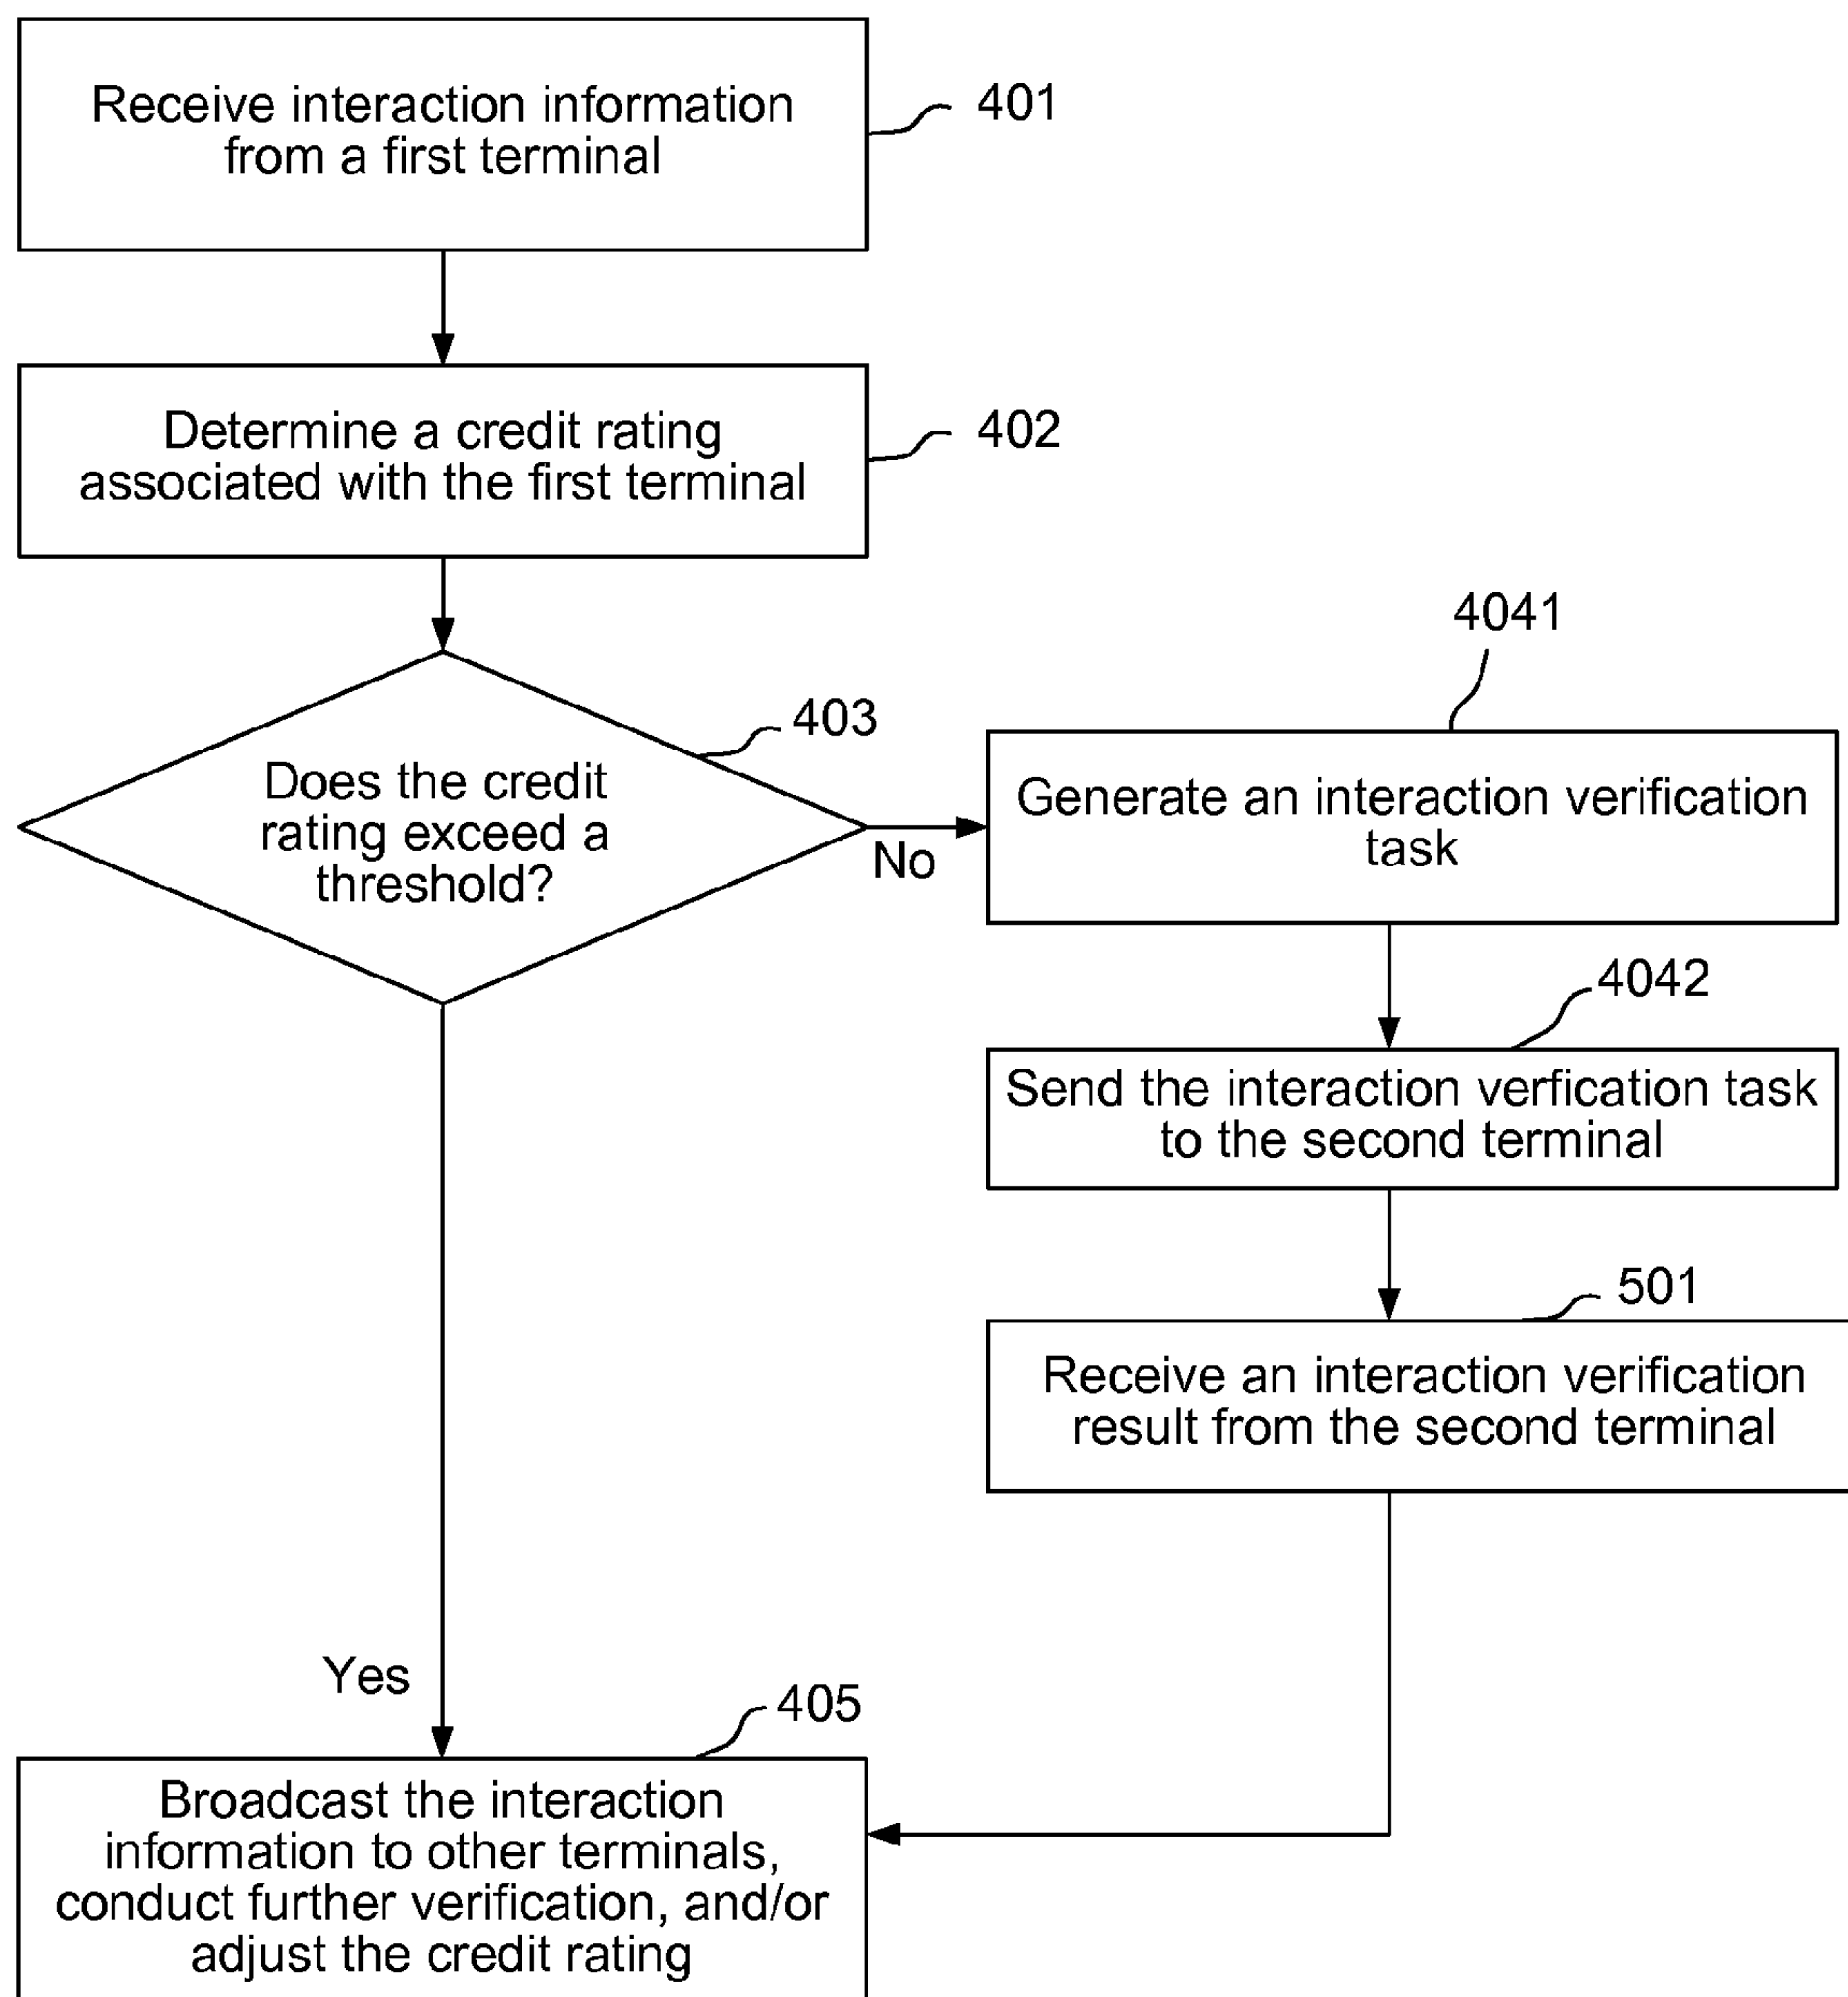 Receive interaction information
from a first terminal
401
Determine a credit rating
associated with the first terminal
402
Does the credit
rating exceed a
threshold?
403
No
4041
Generate an interaction verification
task
4042
Send the interaction verfication task
to the second terminal
501
Receive an interaction verification
result from the second terminal
Yes
405
Broadcast the interaction
information to other terminals,
conduct further verification, and/or
adjust the credit rating